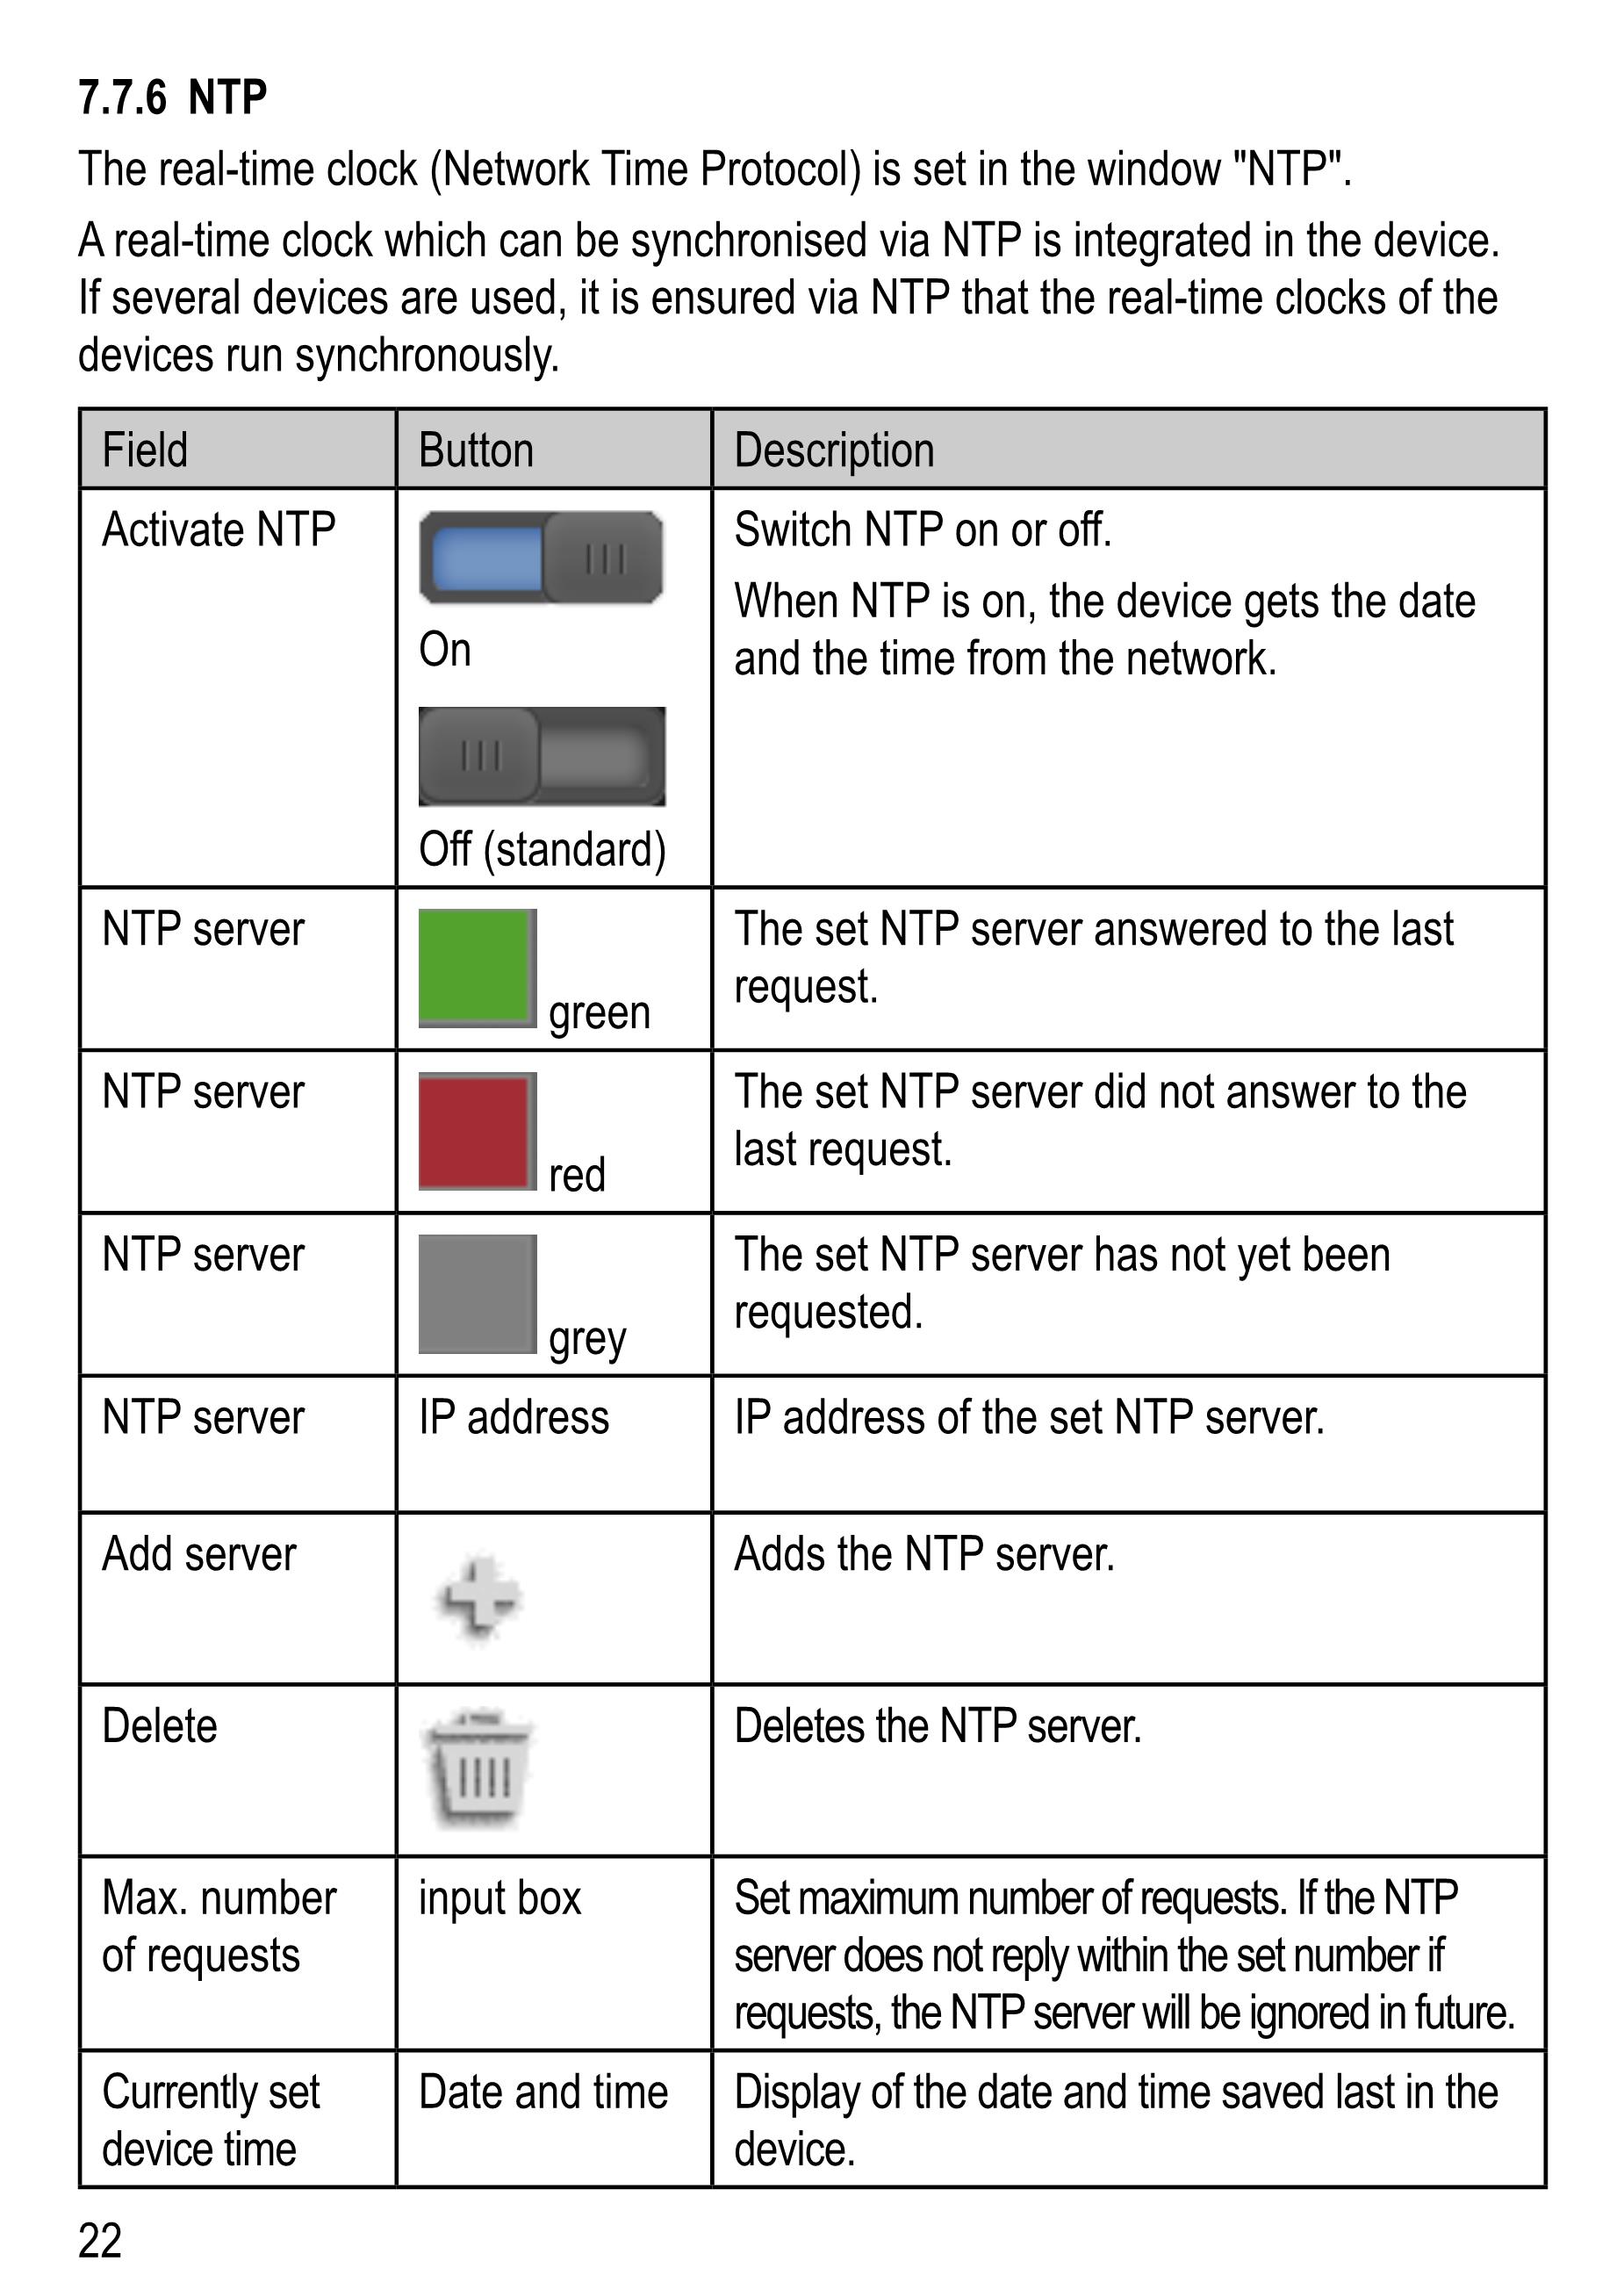 7.7.6 NTP
The real-time clock (Network Time Protocol) is set in the window "NTP".
A real-time clock which can be synchronised via NTP is integrated in the device.
If several devices are used, it is ensured via NTP that the real-time clocks of the
devices run synchronously.
Field Button Description
Activate NTP
On
Off (standard)
Switch NTP on or off.
When NTP is on, the device gets the date
and the time from the network.
NTP server
green
The set NTP server answered to the last
request.
NTP server
red
The set NTP server did not answer to the
last request.
NTP server
grey
The set NTP server has not yet been
requested.
NTP server
IP address
IP address of the set NTP server.
Add server
Adds the NTP server.
Delete
Deletes the NTP server.
Max. number
of requests
input box
Set maximum number of requests. If the NTP
server does not reply within the set number if
requests, the NTP server will be ignored in future.
Currently set
device time
Date and time
Display of the date and time saved last in the
device.
22